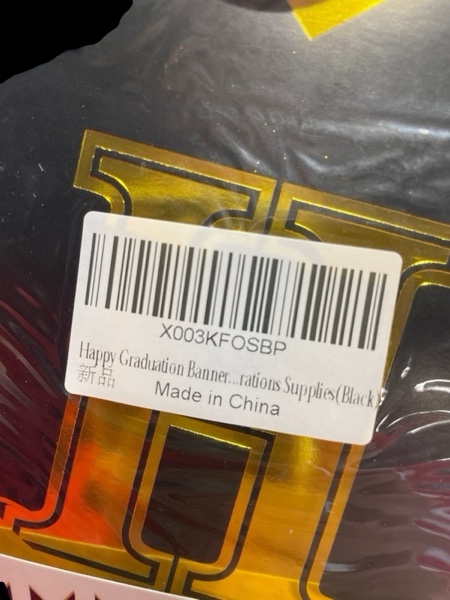 X003KFOSBP
Happy Graduation Banner...rations Supplies(Black)
新品
Made in China
H